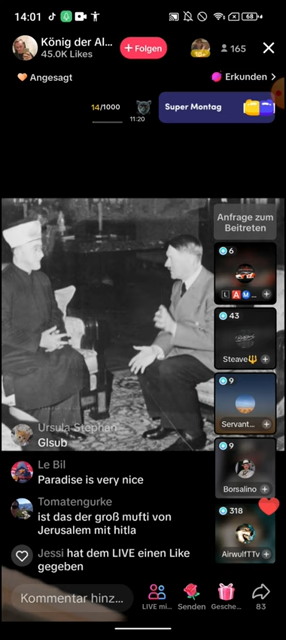 14:01
68
König der Al...
45.0K Likes
+ Folgen
165
Angesagt
Erkunden >
14/1000
11:20
Super Montag
Anfrage zum
Beitreten
6
L A M...
43
Steave
9
Servant...
9
Borsalino
318
AirwulfTTv
Ursula Stephan
Glsub
Le Bil
Paradise is very nice
Tomatengurke
ist das der groß mufti von
Jerusalem mit hitla
Jessi hat dem LIVE einen Like
gegeben
Kommentar hinz...
LIVE mi...
Senden
Gesche...
83